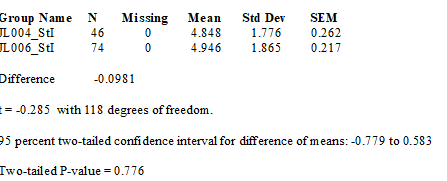 Group Name N Missing Mean Std Dev SEM
JL004_StI 46 0 4.848 1.776 0.262
JL006_StI 74 0 4.946 1.865 0.217
Difference -0.0981
t = -0.285 with 118 degrees of freedom.
95 percent two-tailed confidence interval for difference of means: -0.779 to 0.583
Two-tailed P-value = 0.776